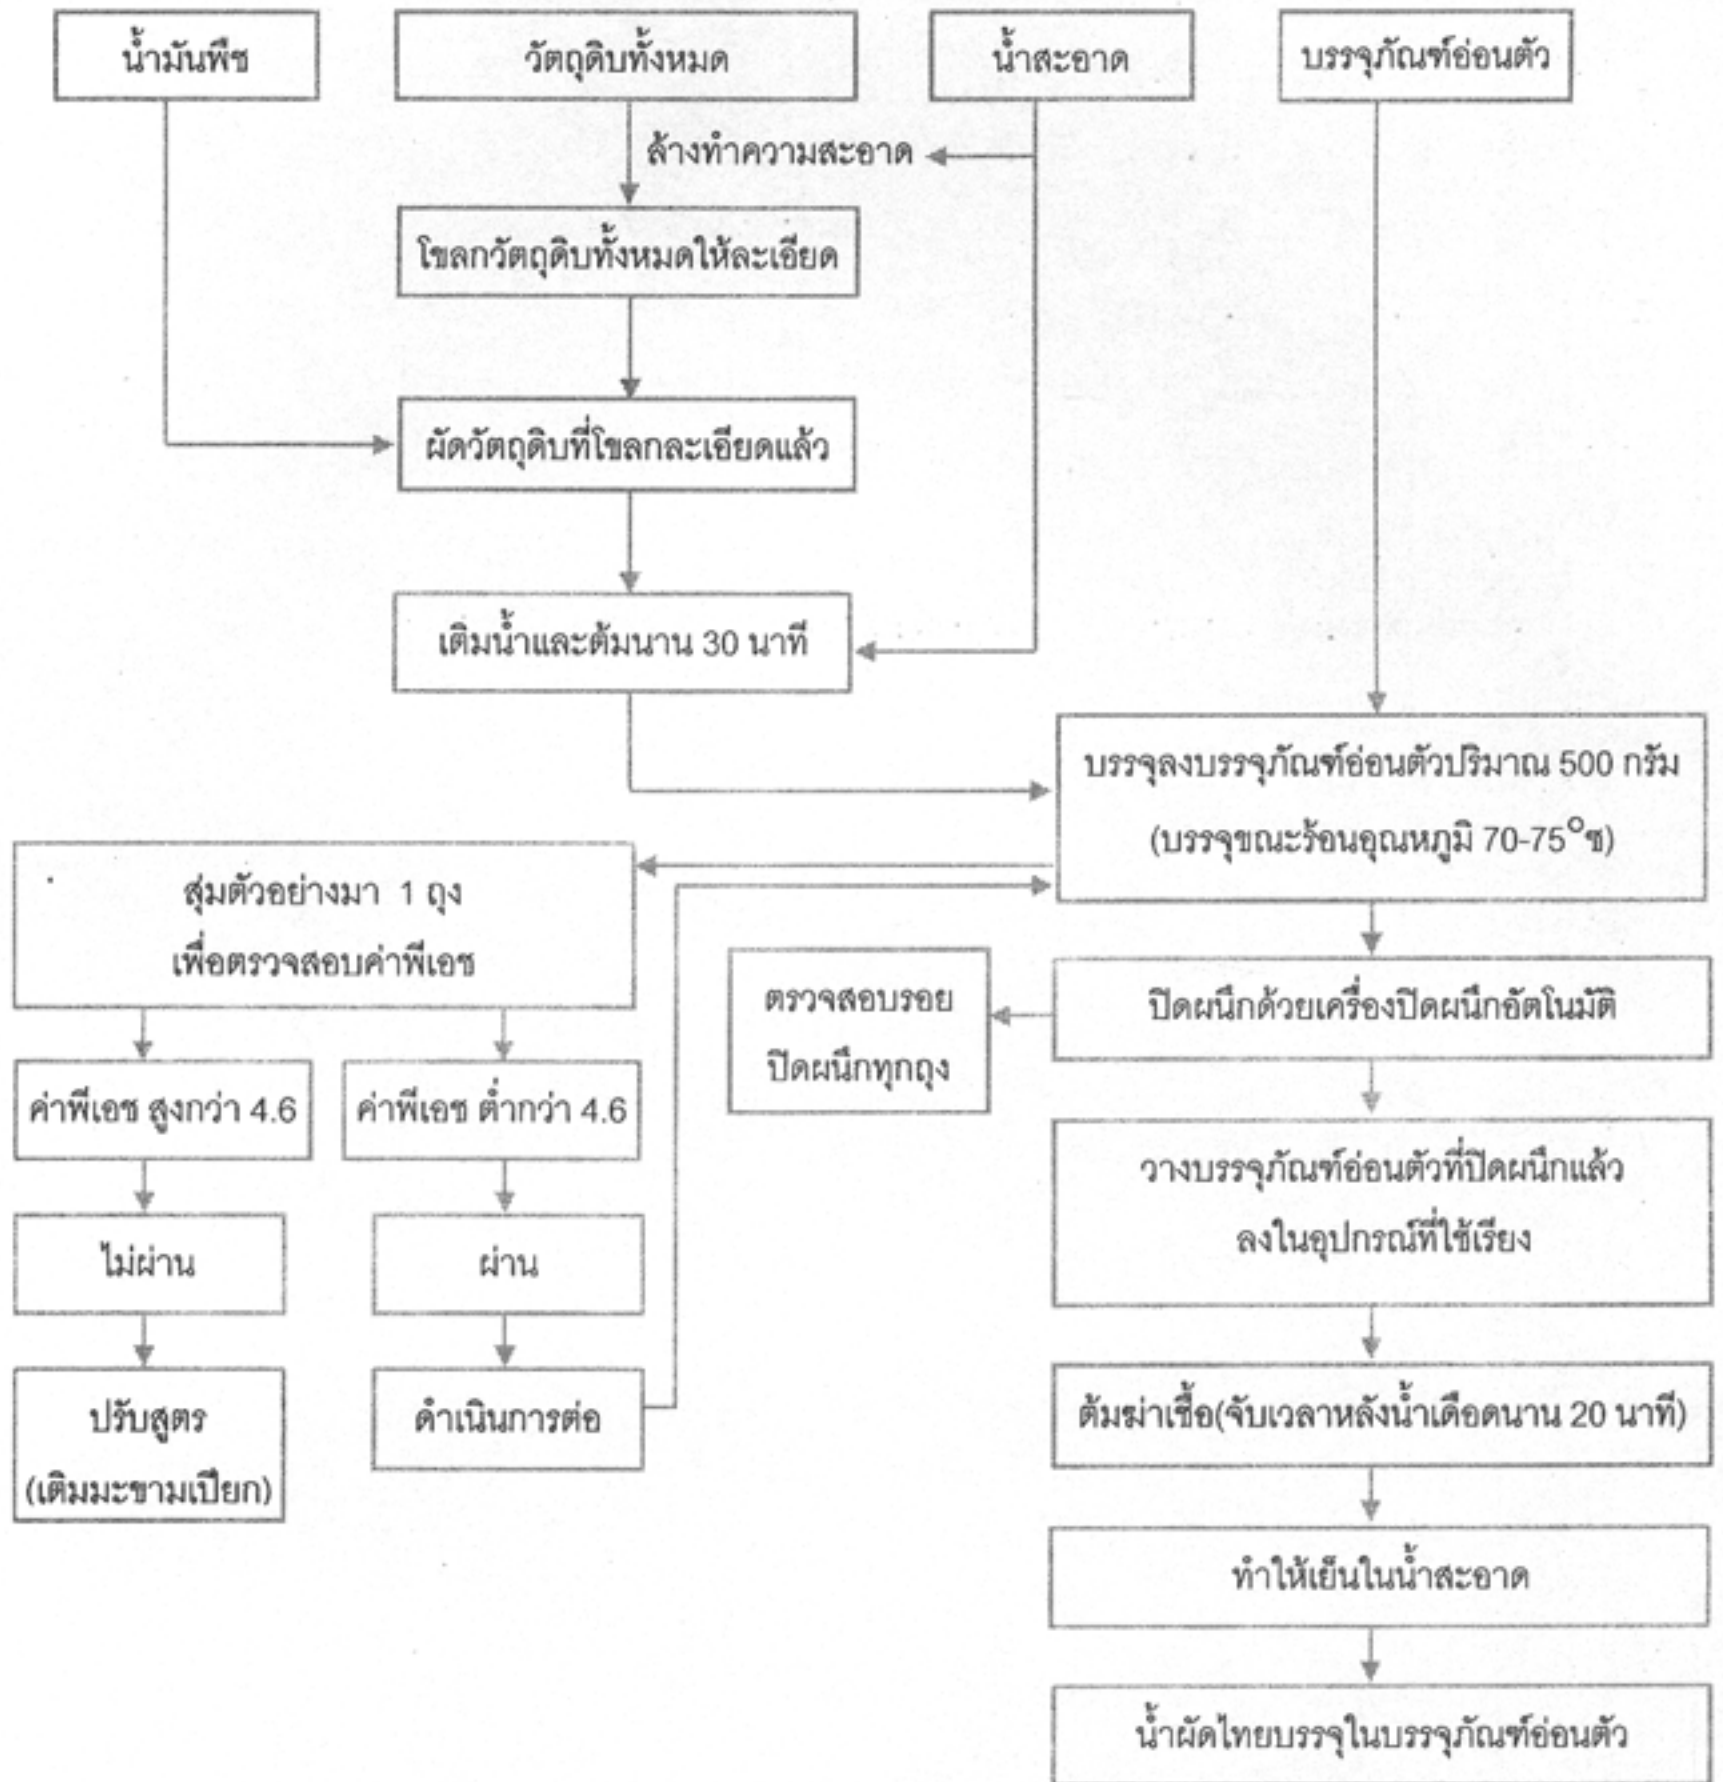 น้ำมันพืช
วัตถุดิบทั้งหมด
น้ำสะอาด
บรรจุภัณฑ์อ่อนตัว
ล้างทำความสะอาด
โขลกวัตถุดิบทั้งหมดให้ละเอียด
ผัดวัตถุดิบที่โขลกละเอียดแล้ว
เติมน้ำและต้มนาน 30 นาที
บรรจุลงบรรจุภัณฑ์อ่อนตัวปริมาณ 500 กรัม
(บรรจุขณะร้อนอุณหภูมิ 70-75°ซ)
สุ่มตัวอย่างมา 1 ถุง
เพื่อตรวจสอบค่าพีเอช
ค่าพีเอช สูงกว่า 4.6
ค่าพีเอช ต่ำกว่า 4.6
ไม่ผ่าน
ผ่าน
ปรับสูตร
(เติมมะขามเปียก)
ดำเนินการต่อ
ตรวจสอบรอย
ปิดผนึกทุกถุง
ปิดผนึกด้วยเครื่องปิดผนึกอัตโนมัติ
วางบรรจุภัณฑ์อ่อนตัวที่ปิดผนึกแล้ว
ลงในอุปกรณ์ที่ใช้เรียง
ต้มฆ่าเชื้อ(จับเวลาหลังน้ำเดือดนาน 20 นาที)
ทำให้เย็นในน้ำสะอาด
น้ำผัดไทยบรรจุในบรรจุภัณฑ์อ่อนตัว